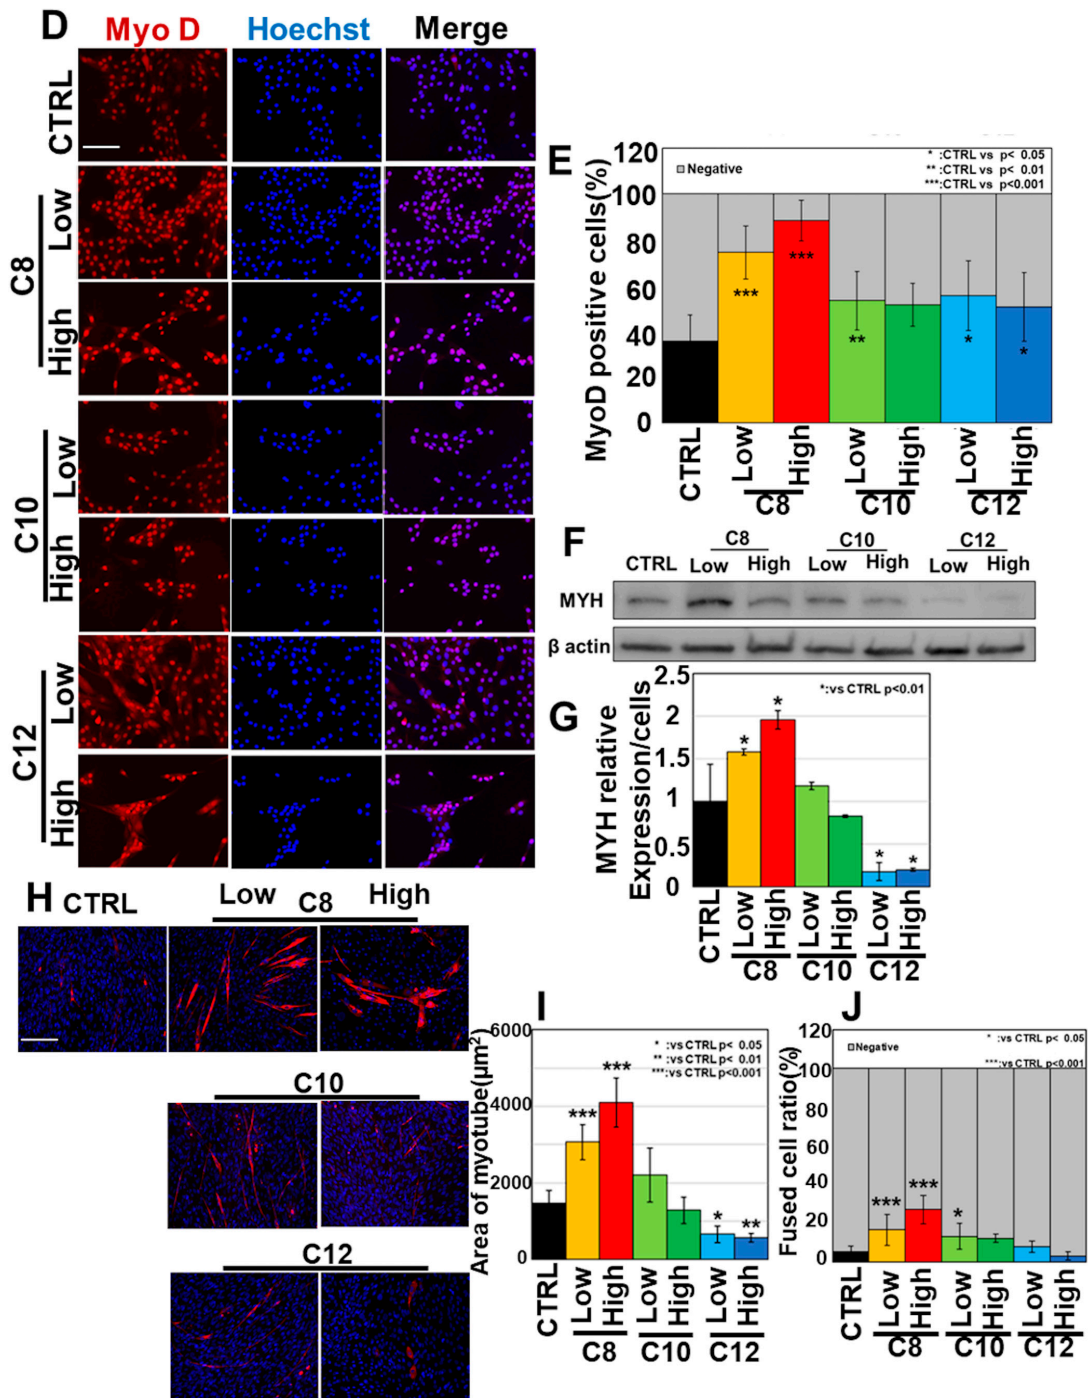 D
Myo D Hoechst Merge
CTRL
C8
Low
High
C10
Low
High
C12
Low
High
E
MyoD positive cells(%)
120
100
80
60
40
20
0
Negative
* :CTRL vs p< 0.05
** :CTRL vs p< 0.01
***:CTRL vs p<0.001
***
***
**
*
*
CTRL Low High Low High Low High
C8 C10 C12
F
C8 C10 C12
CTRL Low High Low High Low High
MYH
β actin
G
MYH relative
Expression/cells
2.5
2
1.5
1
0.5
0
*:vs CTRL p<0.01
*
*
*
*
CTRL Low High Low High Low High
C8 C10 C12
H
CTRL Low High
C8
C10
C12
I
Area of myotube(μm²)
6000
4000
2000
0
* :vs CTRL p< 0.05
** :vs CTRL p< 0.01
***:vs CTRL p<0.001
***
***
*
**
CTRL Low High Low High Low High
C8 C10 C12
J
Fused cell ratio(%)
120
100
80
60
40
20
0
Negative
* :vs CTRL p< 0.05
***:vs CTRL p<0.001
***
***
*
CTRL Low High Low High Low High
C8 C10 C12